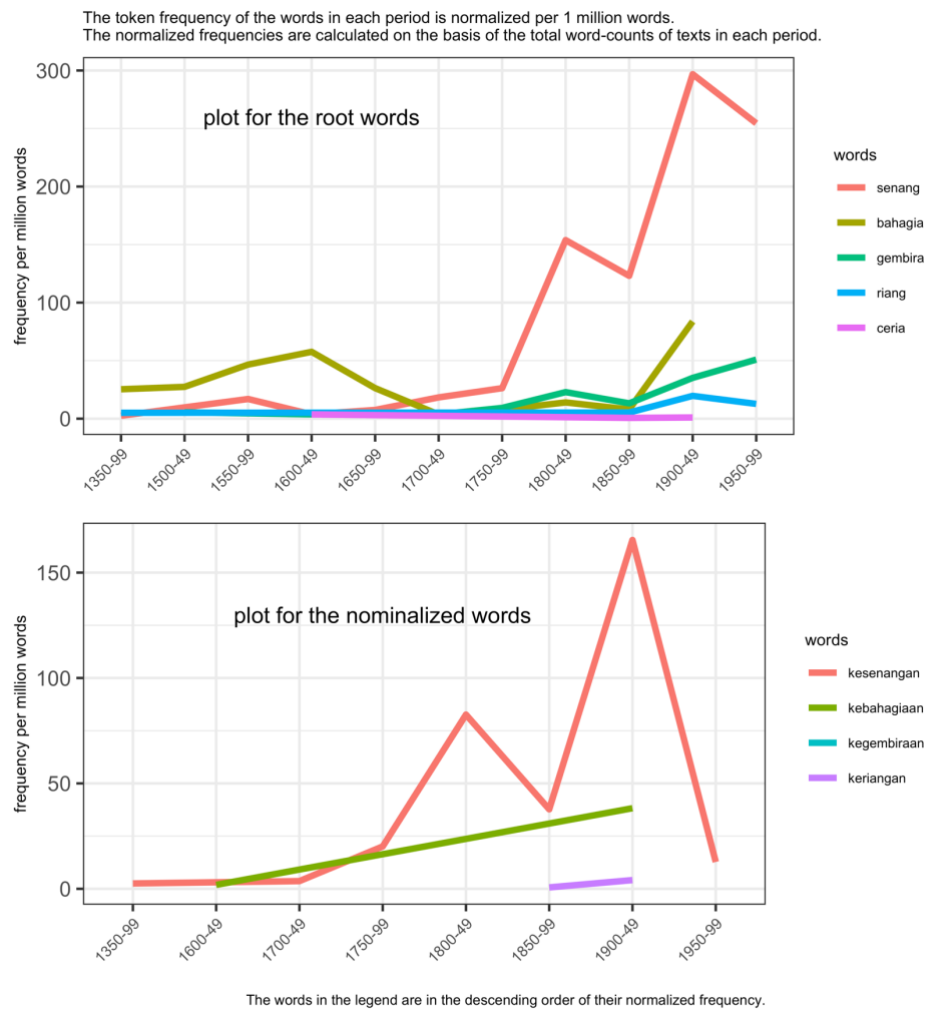 The token frequency of the words in each period is normalized per 1 million words.
The normalized frequencies are calculated on the basis of the total word-counts of texts in each period.
plot for the root words
frequency per million words
300
200
100
0
1350-99
1500-49
1550-99
1600-49
1650-99
1700-49
1750-99
1800-49
1850-99
1900-49
1950-99
words
senang
bahagia
gembira
riang
ceria
plot for the nominalized words
frequency per million words
150
100
50
0
1350-99
1600-49
1700-49
1750-99
1800-49
1850-99
1900-49
1950-99
words
kesenangan
kebahagiaan
kegembiraan
keriangan
The words in the legend are in the descending order of their normalized frequency.